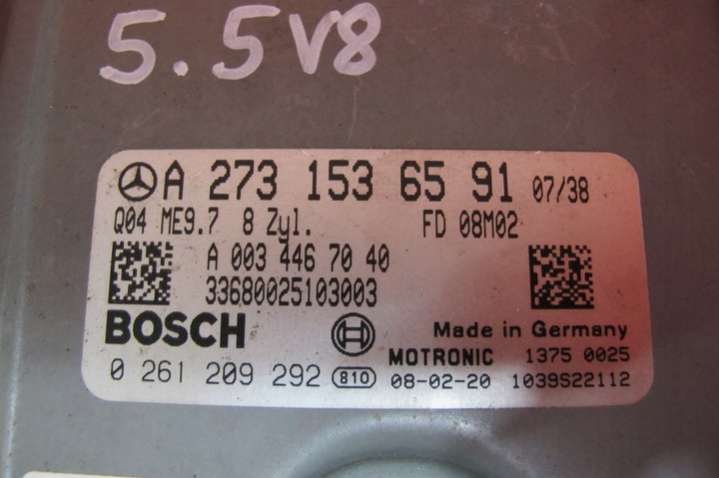 5.5V8
A 273 153 65 91 07/38
Q04 ME9.7 8 Zyl. FD 08M02
A 003 446 70 40
33680025103003
BOSCH Made in Germany
MOTRONIC 1375 0025
0 261 209 292 810 08-02-20 1039S22112